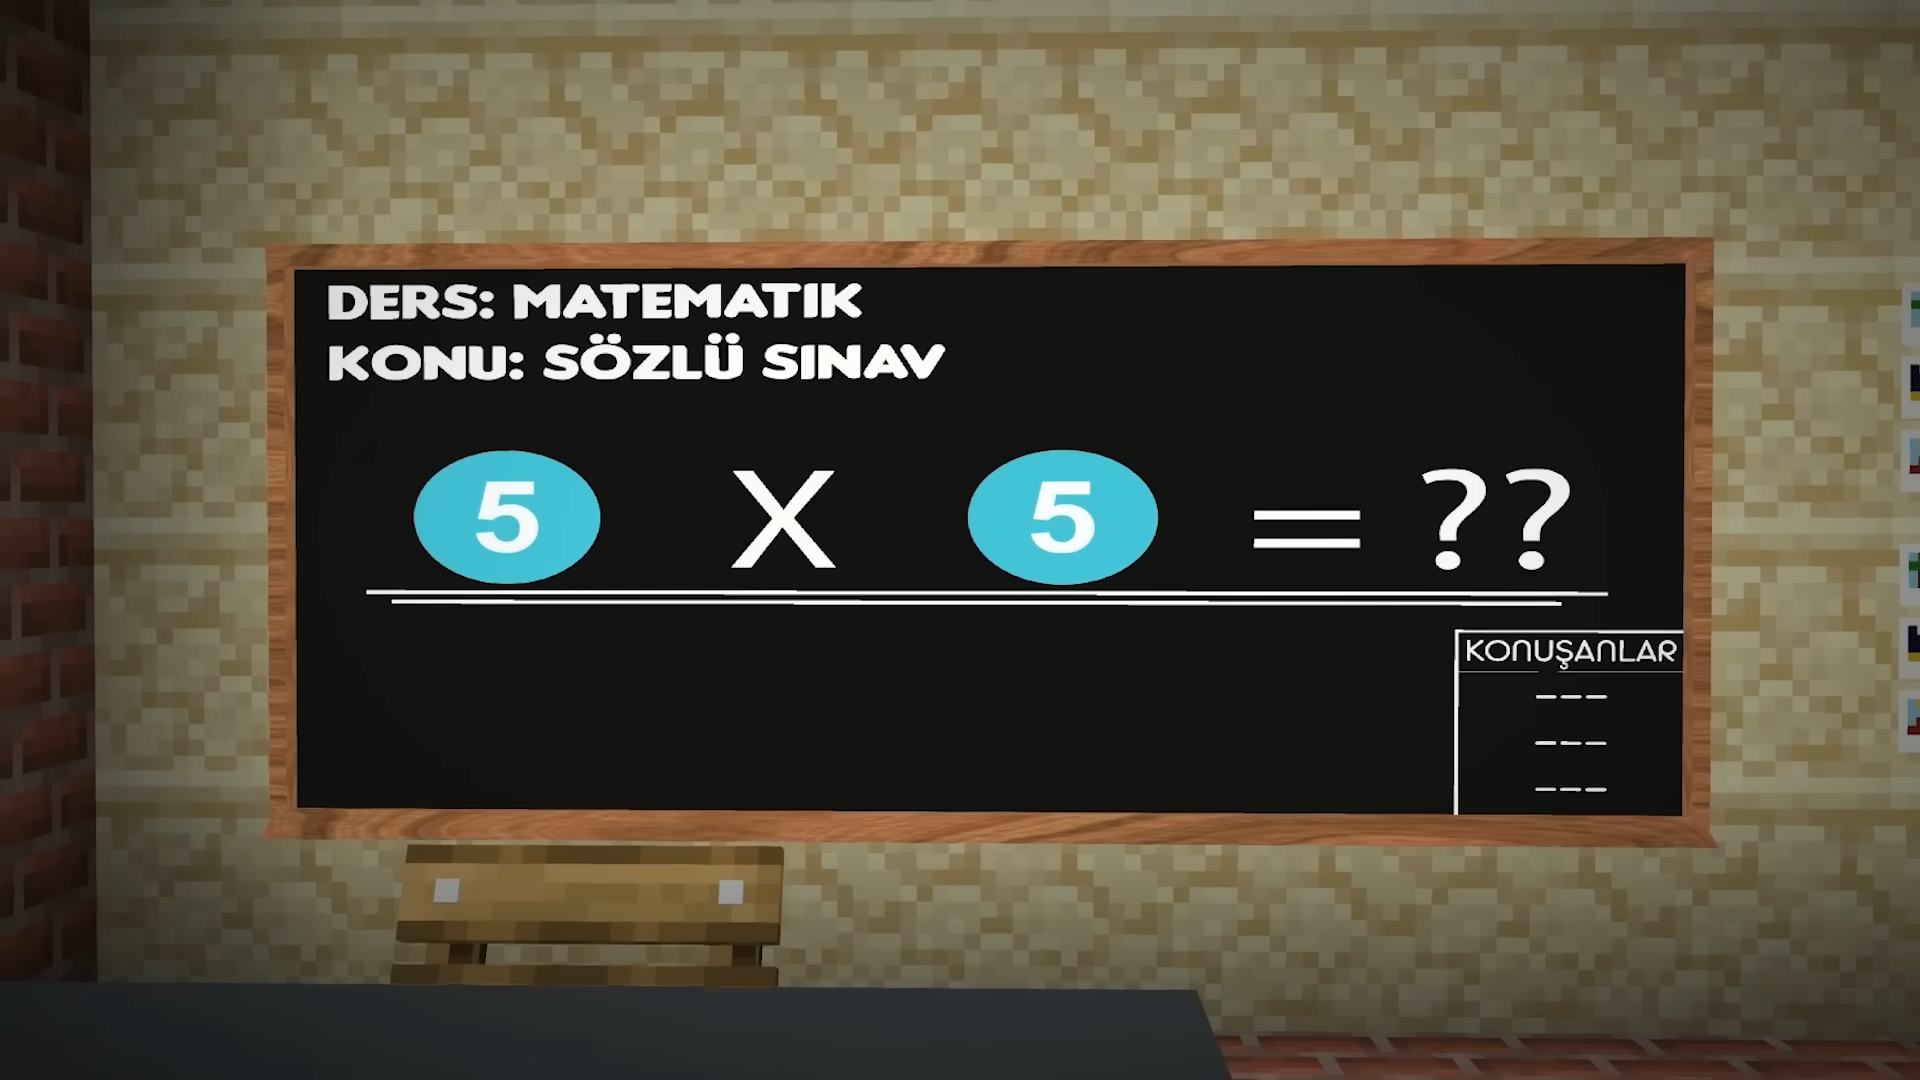 DERS: MATEMATIK
KONU: SÖZLÜ SINAV
5 X 5 = ??
KONUŞANLAR
---
---
---